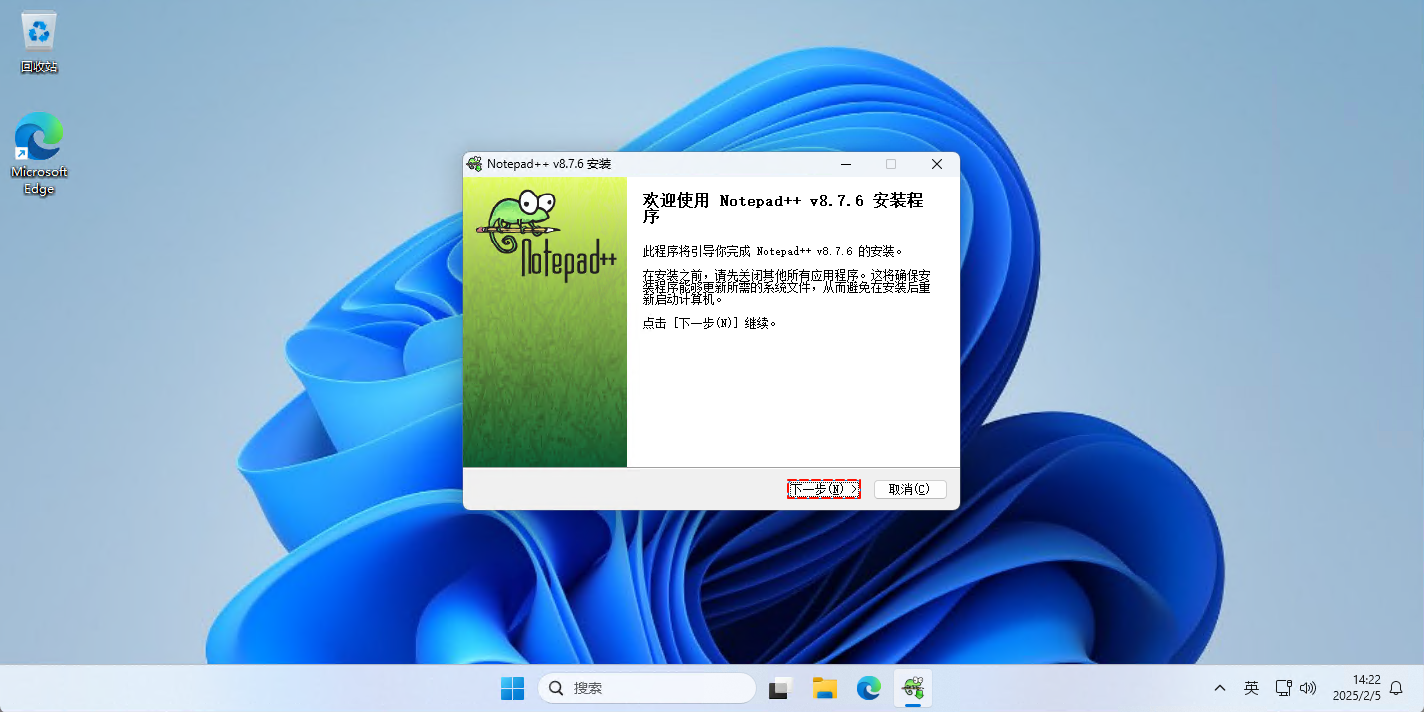 回收站
Microsoft
Edge
Notepad++ v8.7.6 安装
Notepad++
欢迎使用 Notepad++ v8.7.6 安装程
序
此程序将引导你完成 Notepad++ v8.7.6 的安装。
在安装之前，请先关闭其他所有应用程序。这将确保安
装程序能够更新所需的系统文件，从而避免在安装后重
新启动计算机。
点击 [下一步(N)] 继续。
下一步(N) >
取消(C)
搜索
英
14:22
2025/2/5